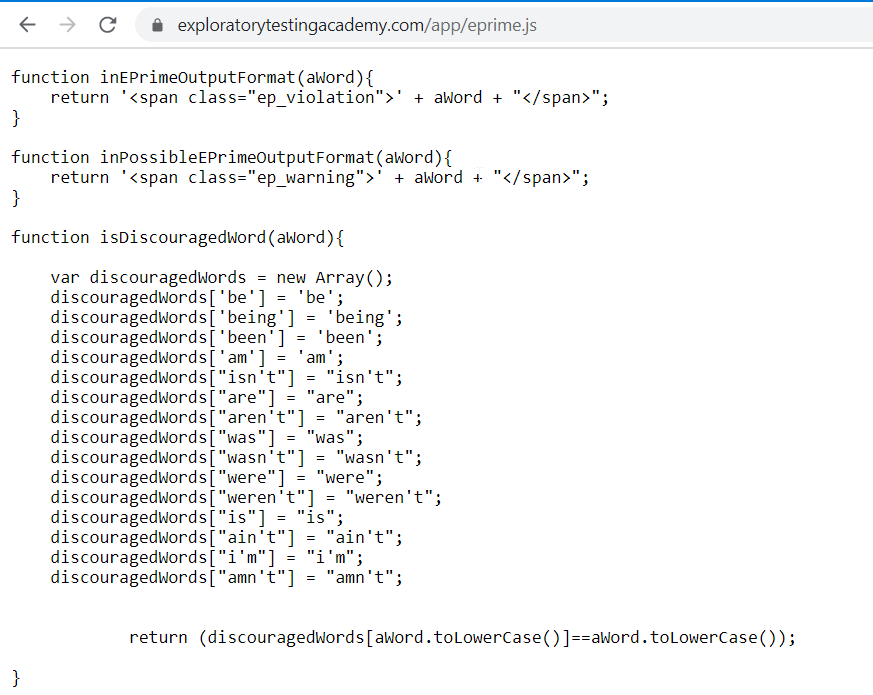 exploratorytestingacademy.com/app/eprime.js
function inEPrimeOutputFormat(aWord){
    return '<span class="ep_violation">' + aWord + "</span>";
}
function inPossibleEPrimeOutputFormat(aWord){
    return '<span class="ep_warning">' + aWord + "</span>";
}
function isDiscouragedWord(aWord){
    var discouragedWords = new Array();
    discouragedWords['be'] = 'be';
    discouragedWords['being'] = 'being';
    discouragedWords['been'] = 'been';
    discouragedWords['am'] = 'am';
    discouragedWords["isn't"] = "isn't";
    discouragedWords["are"] = "are";
    discouragedWords["aren't"] = "aren't";
    discouragedWords["was"] = "was";
    discouragedWords["wasn't"] = "wasn't";
    discouragedWords["were"] = "were";
    discouragedWords["weren't"] = "weren't";
    discouragedWords["is"] = "is";
    discouragedWords["ain't"] = "ain't";
    discouragedWords["i'm"] = "i'm";
    discouragedWords["amn't"] = "amn't";
            return (discouragedWords[aWord.toLowerCase()]==aWord.toLowerCase());
}